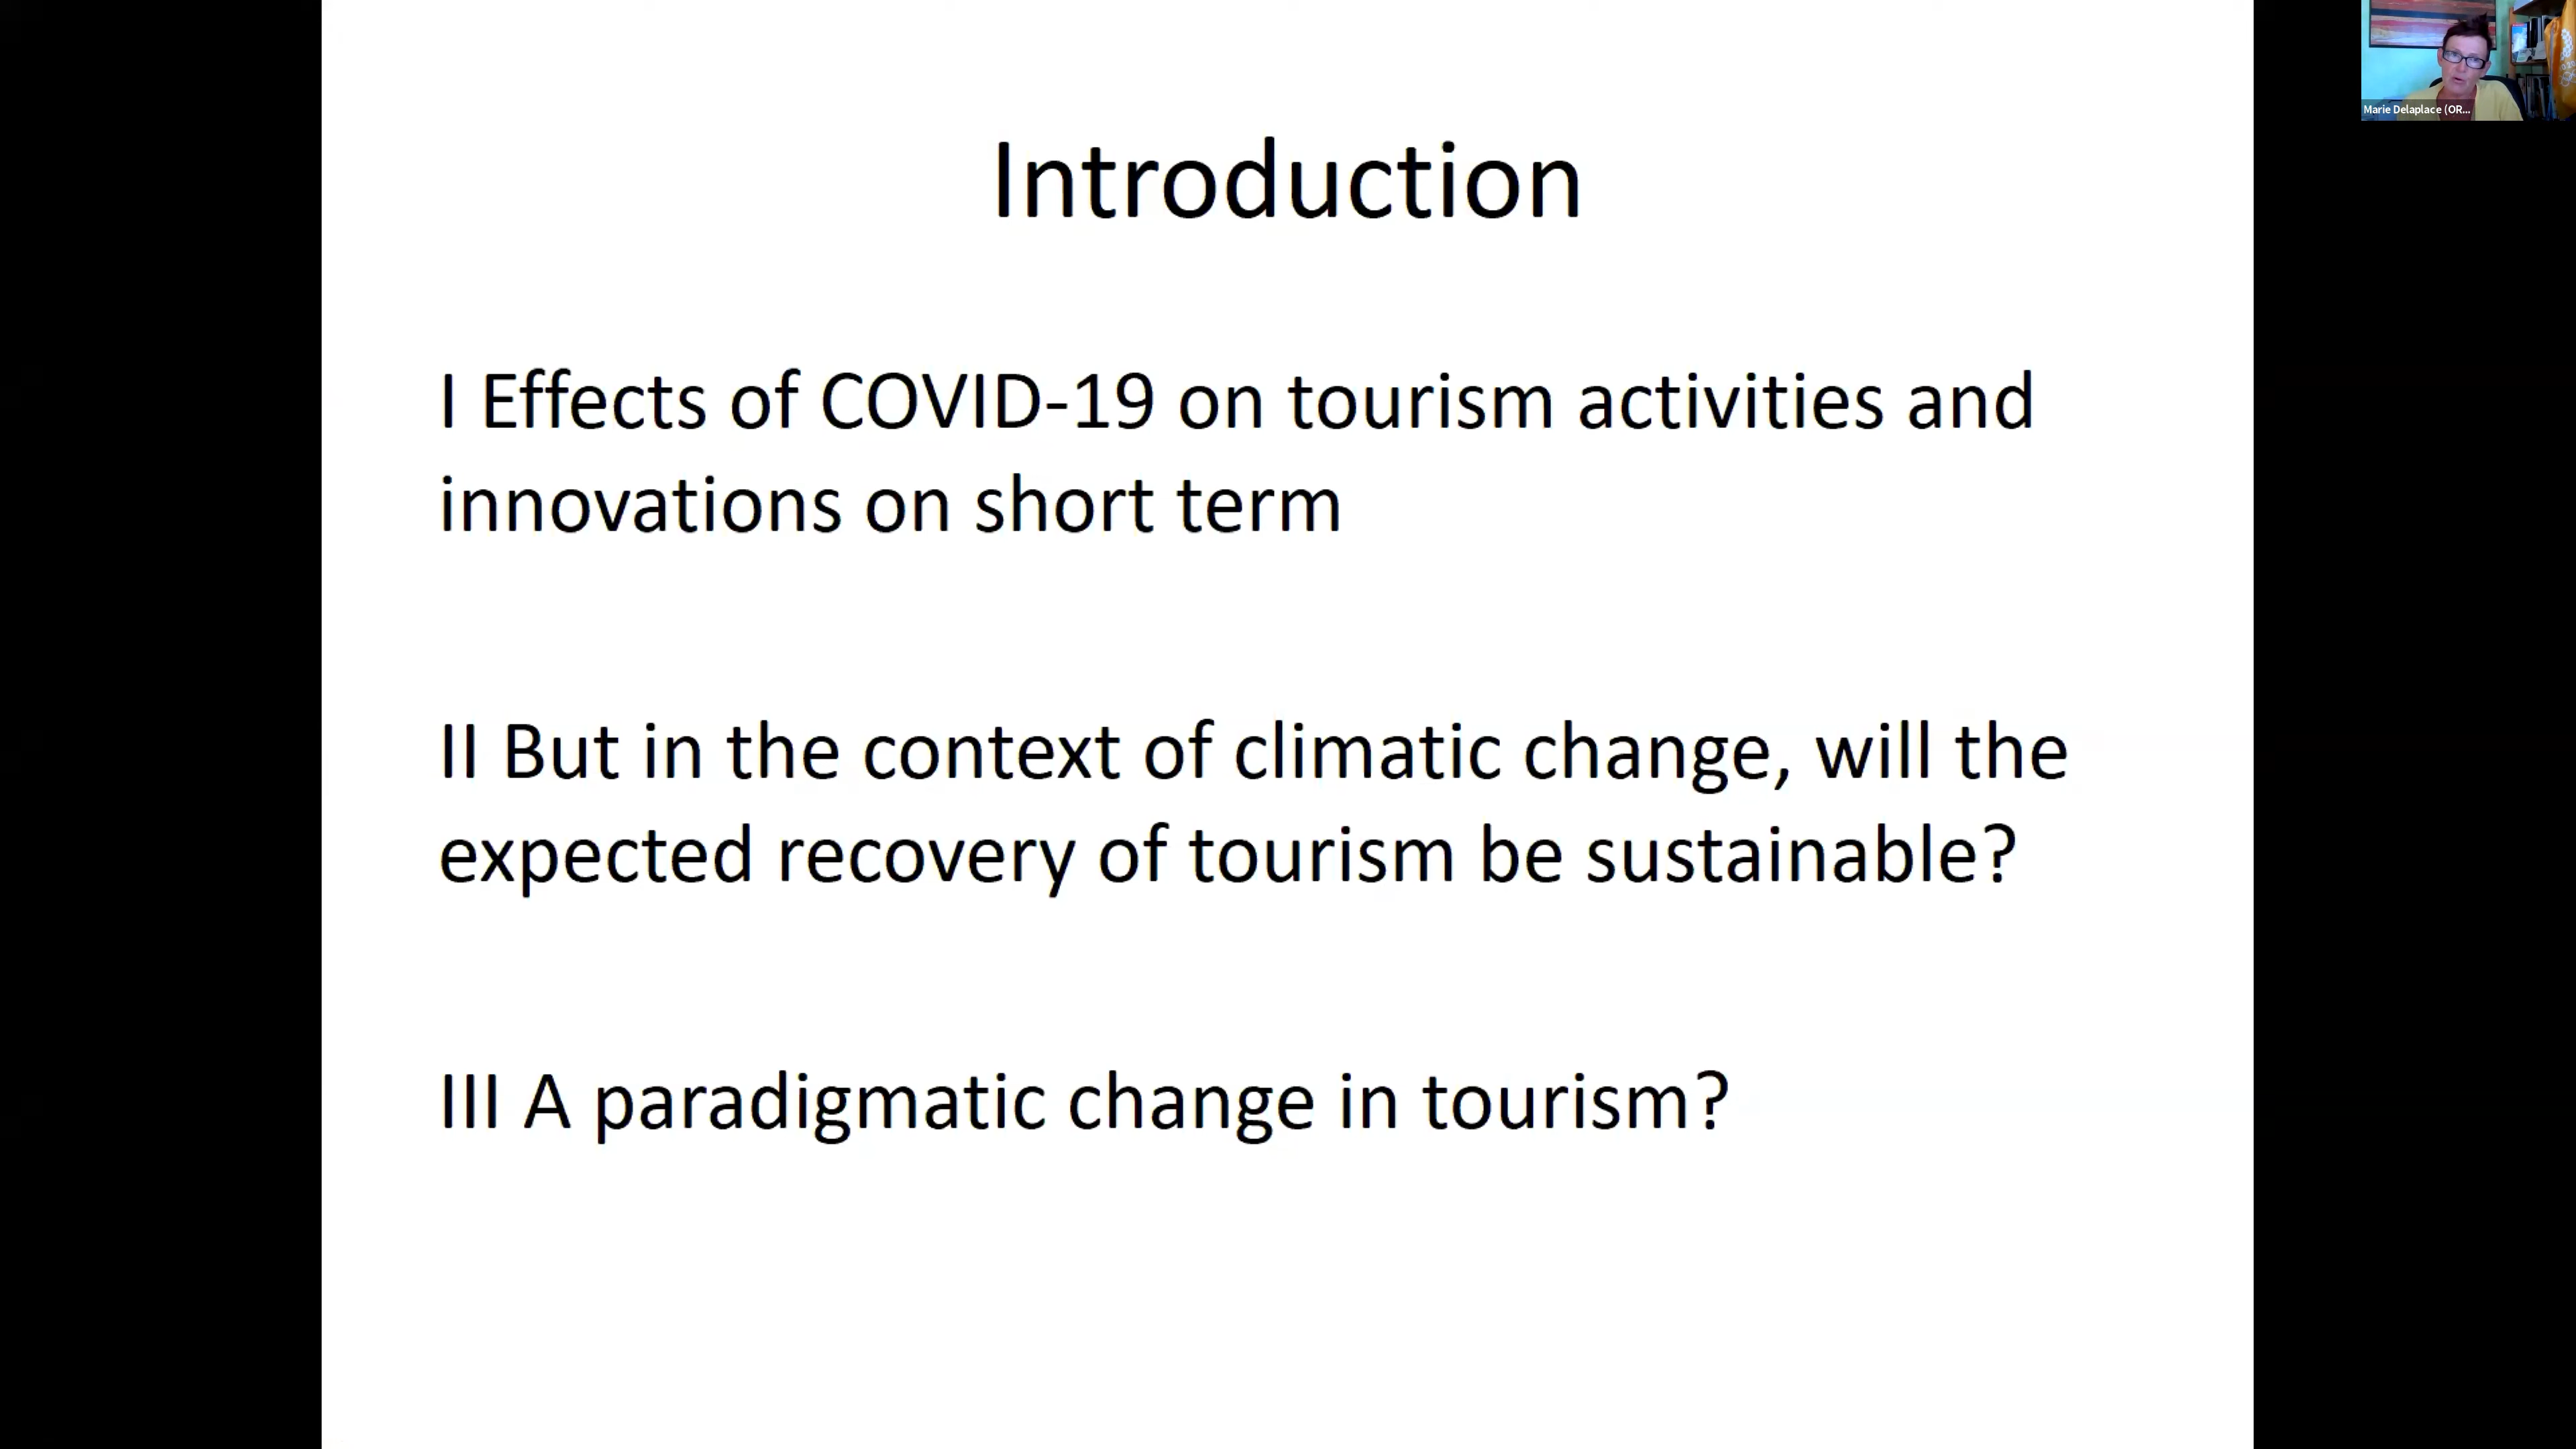 Introduction
I Effects of COVID-19 on tourism activities and
innovations on short term
II But in the context of climatic change, will the
expected recovery of tourism be sustainable?
III A paradigmatic change in tourism?
Marie Delaplace (OR...